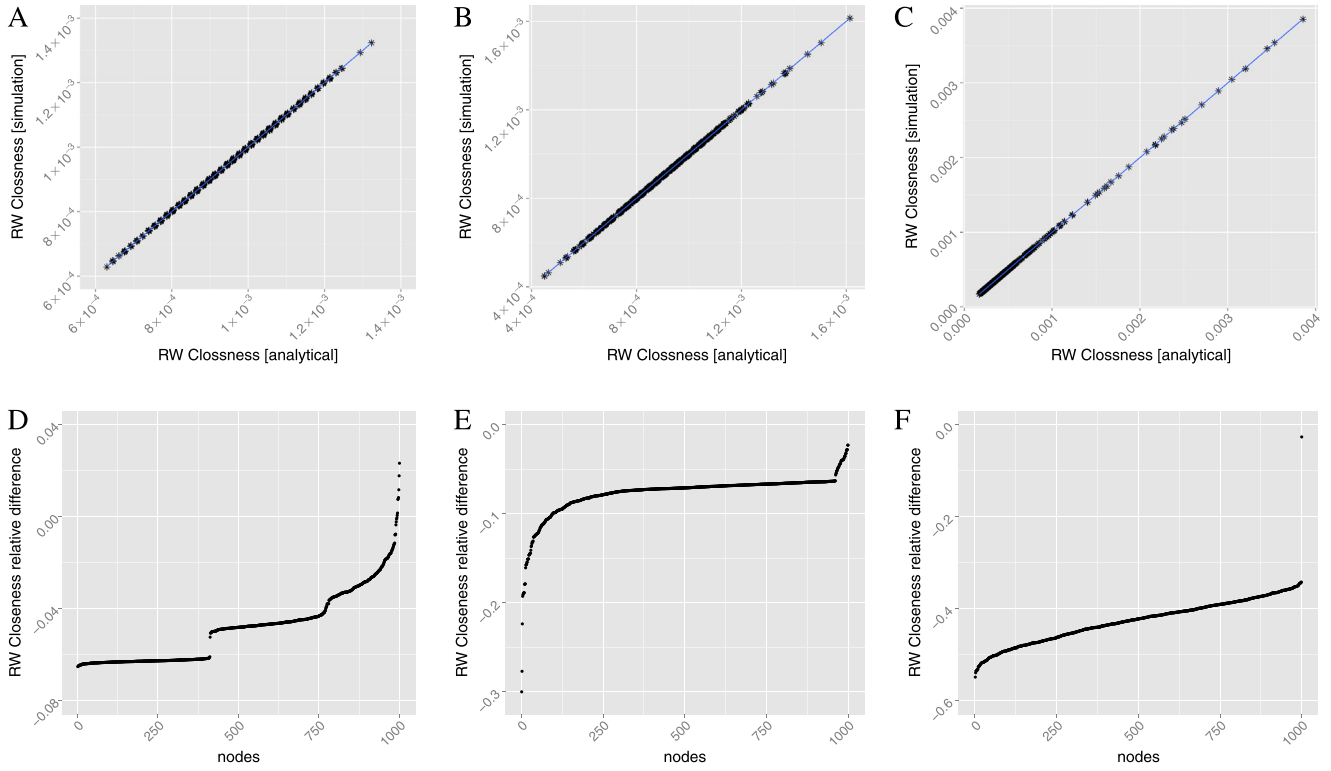 A
RW Clossness [simulation]
1.4×10⁻³
1.2×10⁻³
1×10⁻³
8×10⁻⁴
6×10⁻⁴
6×10⁻⁴ 8×10⁻⁴ 1×10⁻³ 1.2×10⁻³ 1.4×10⁻³
RW Clossness [analytical]
B
RW Clossness [simulation]
1.6×10⁻³
1.2×10⁻³
8×10⁻⁴
4×10⁻⁴
4×10⁻⁴ 8×10⁻⁴ 1.2×10⁻³ 1.6×10⁻³
RW Clossness [analytical]
C
RW Clossness [simulation]
0.004
0.003
0.002
0.001
0.000
0.000 0.001 0.002 0.003 0.004
RW Clossness [analytical]
D
RW Closeness relative difference
0.04
0.00
−0.04
−0.08
0 250 500 750 1000
nodes
E
RW Closeness relative difference
0.0
−0.1
−0.2
−0.3
0 250 500 750 1000
nodes
F
RW Closeness relative difference
0.0
−0.2
−0.4
−0.6
0 250 500 750 1000
nodes